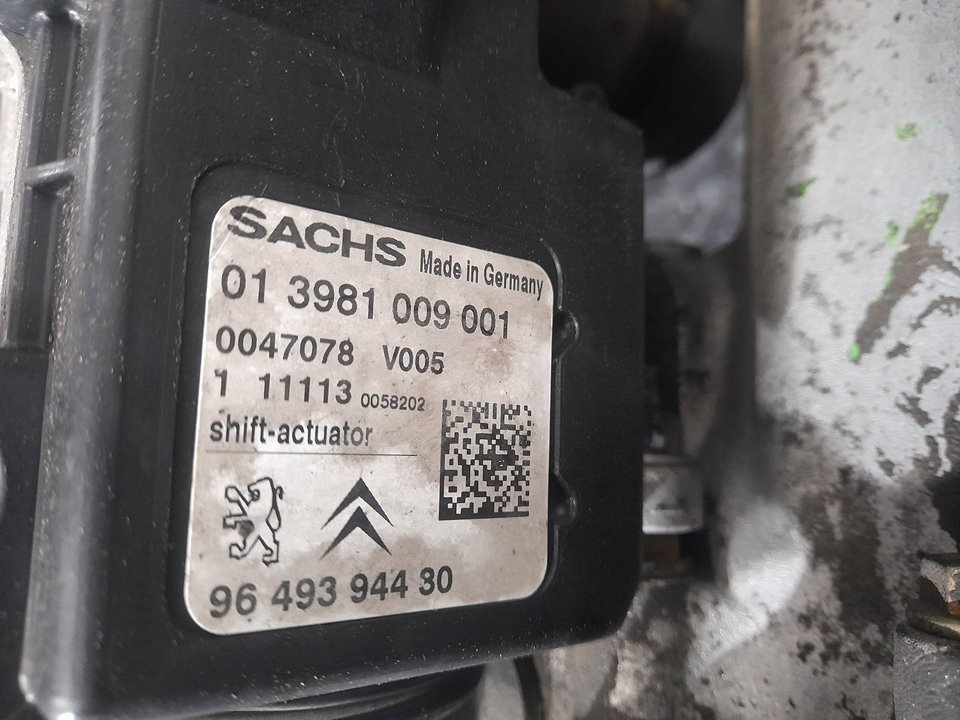 SACHS Made in Germany
01 3981 009 001
0047078 V005
1 11113 0058202
shift-actuator
96 493 944 30